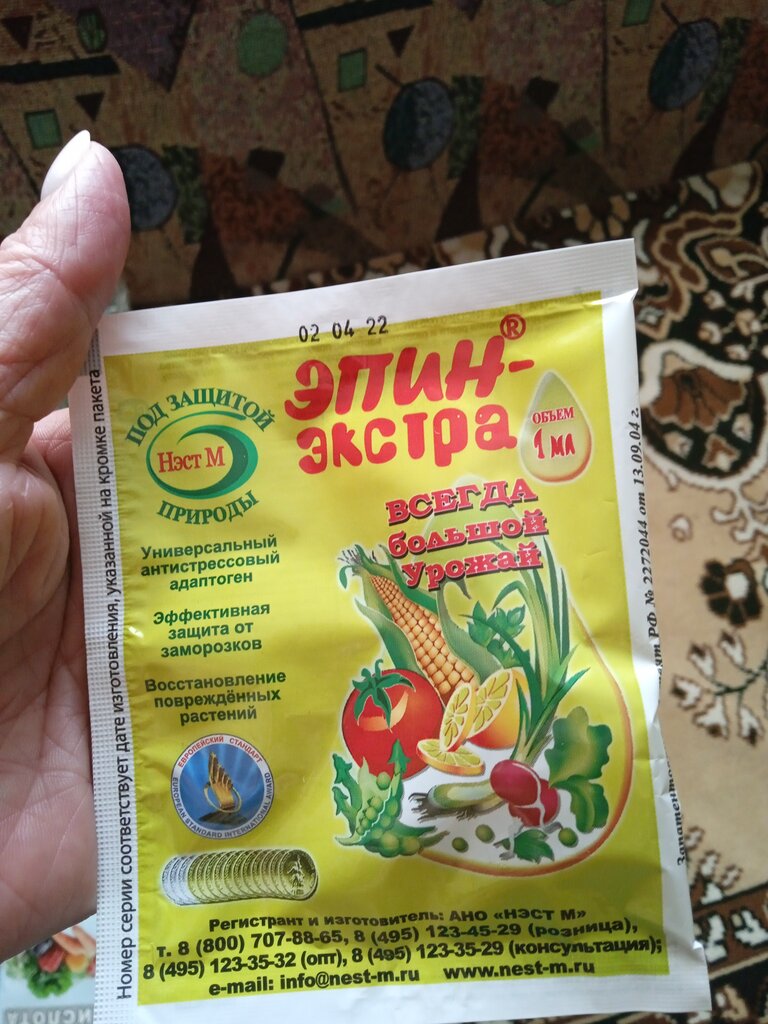 02 04 22
ЭПИН-®
экстра
ОБЪЕМ
1 мл
ПОД ЗАЩИТОЙ
Нэст М
ПРИРОДЫ
ВСЕГДА
большой
Урожай
Универсальный
антистрессовый
адаптоген
Эффективная
защита от
заморозков
Восстановление
повреждённых
растений
ЕВРОПЕЙСКИЙ СТАНДАРТ
EUROPEAN STANDARD INTERNATIONAL AWARD
Регистрант и изготовитель: АНО «НЭСТ М»
т. 8 (800) 707-88-65, 8 (495) 123-45-29 (розница),
8 (495) 123-35-32 (опт), 8 (495) 123-35-29 (консультация);
e-mail: info@nest-m.ru www.nest-m.ru
Номер серии соответствует дате изготовления, указанной на кромке пакета
РФ № 2272044 от 13.09.04 г.